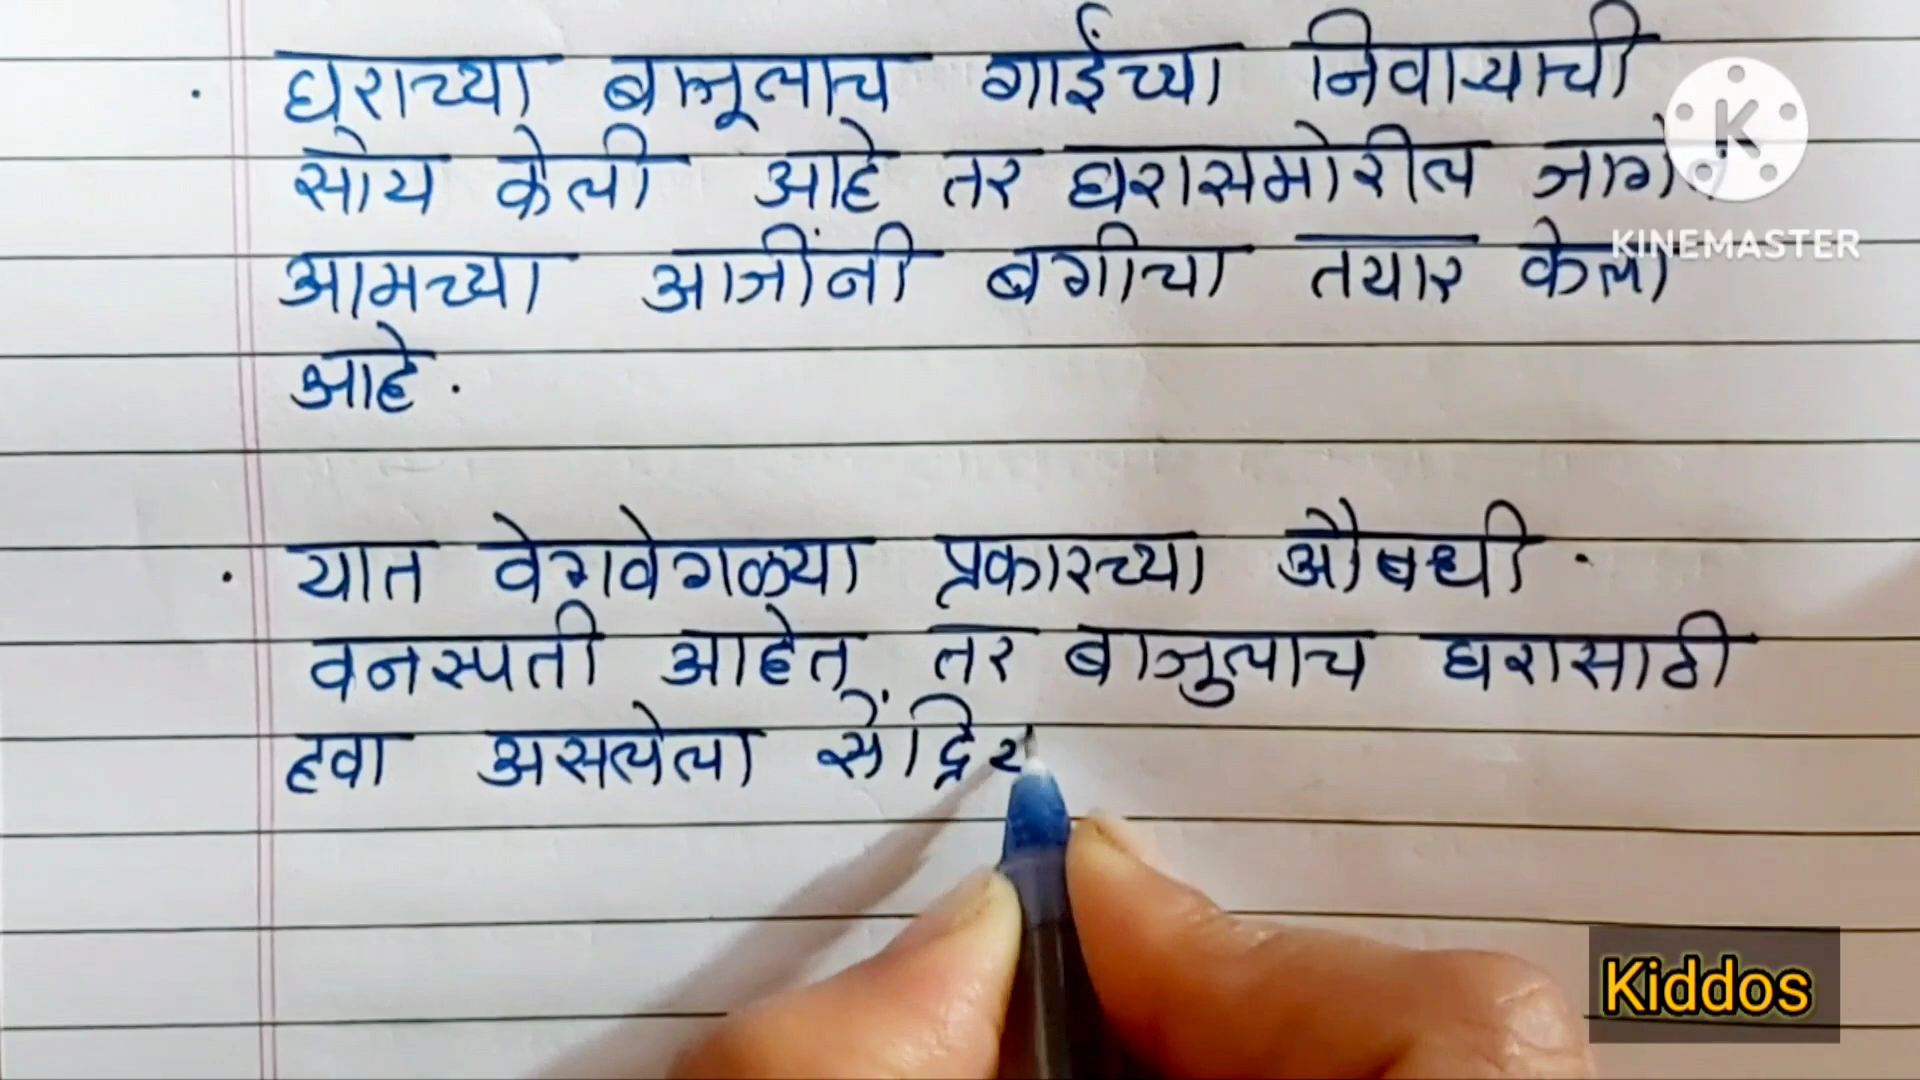 घराच्या बाजूलाच गाईंच्या निवाऱ्याची
सोय केली आहे तर घरासमोरील जागेत
आमच्या आजींनी बगीचा तयार केला
आहे.
यात वेगवेगळ्या प्रकारच्या औषधी
वनस्पती आहेत तर बाजुलाच घरासाठी
हवा असलेला सेंद्रिय
KINEMASTER
Kiddos